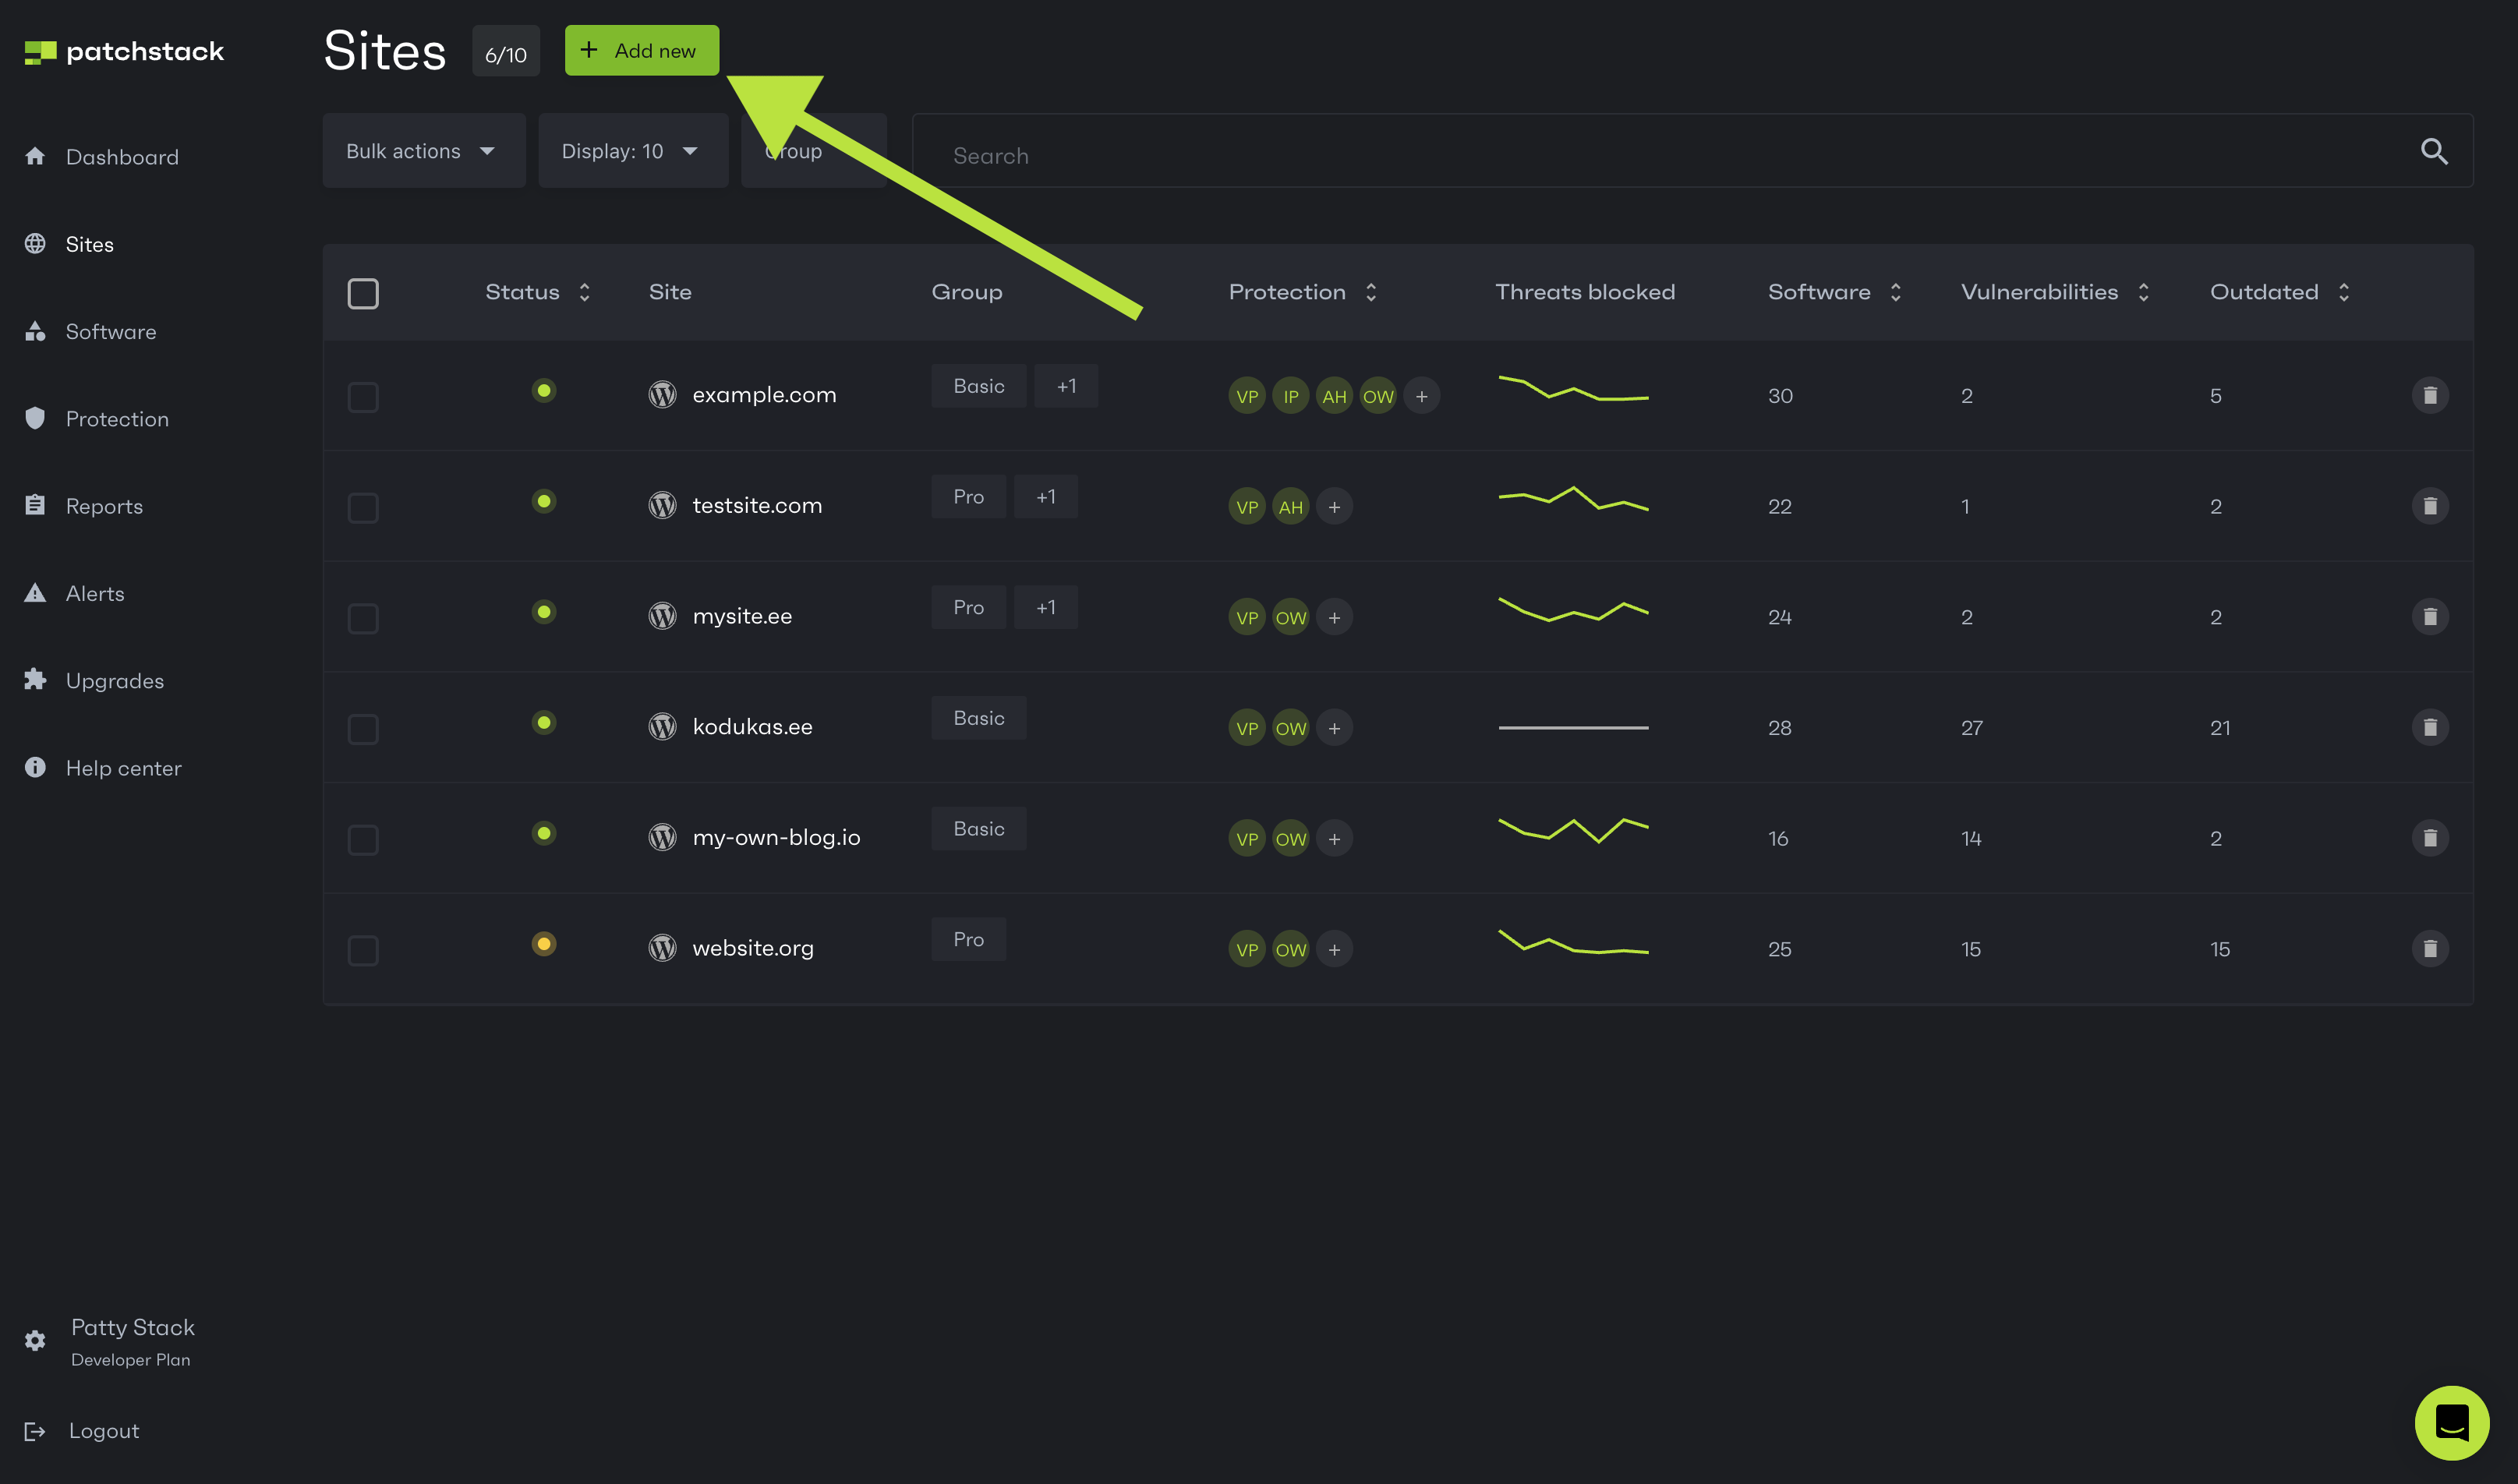 patchstack
Sites 6/10 + Add new
Bulk actions Display: 10 Group Search
Dashboard
Sites
Software
Protection
Reports
Alerts
Upgrades
Help center
Status Site Group Protection Threats blocked Software Vulnerabilities Outdated
example.com Basic +1 VP IP AH OW + 30 2 5
testsite.com Pro +1 VP AH + 22 1 2
mysite.ee Pro +1 VP OW + 24 2 2
kodukas.ee Basic VP OW + 28 27 21
my-own-blog.io Basic VP OW + 16 14 2
website.org Pro VP OW + 25 15 15
Patty Stack
Developer Plan
Logout